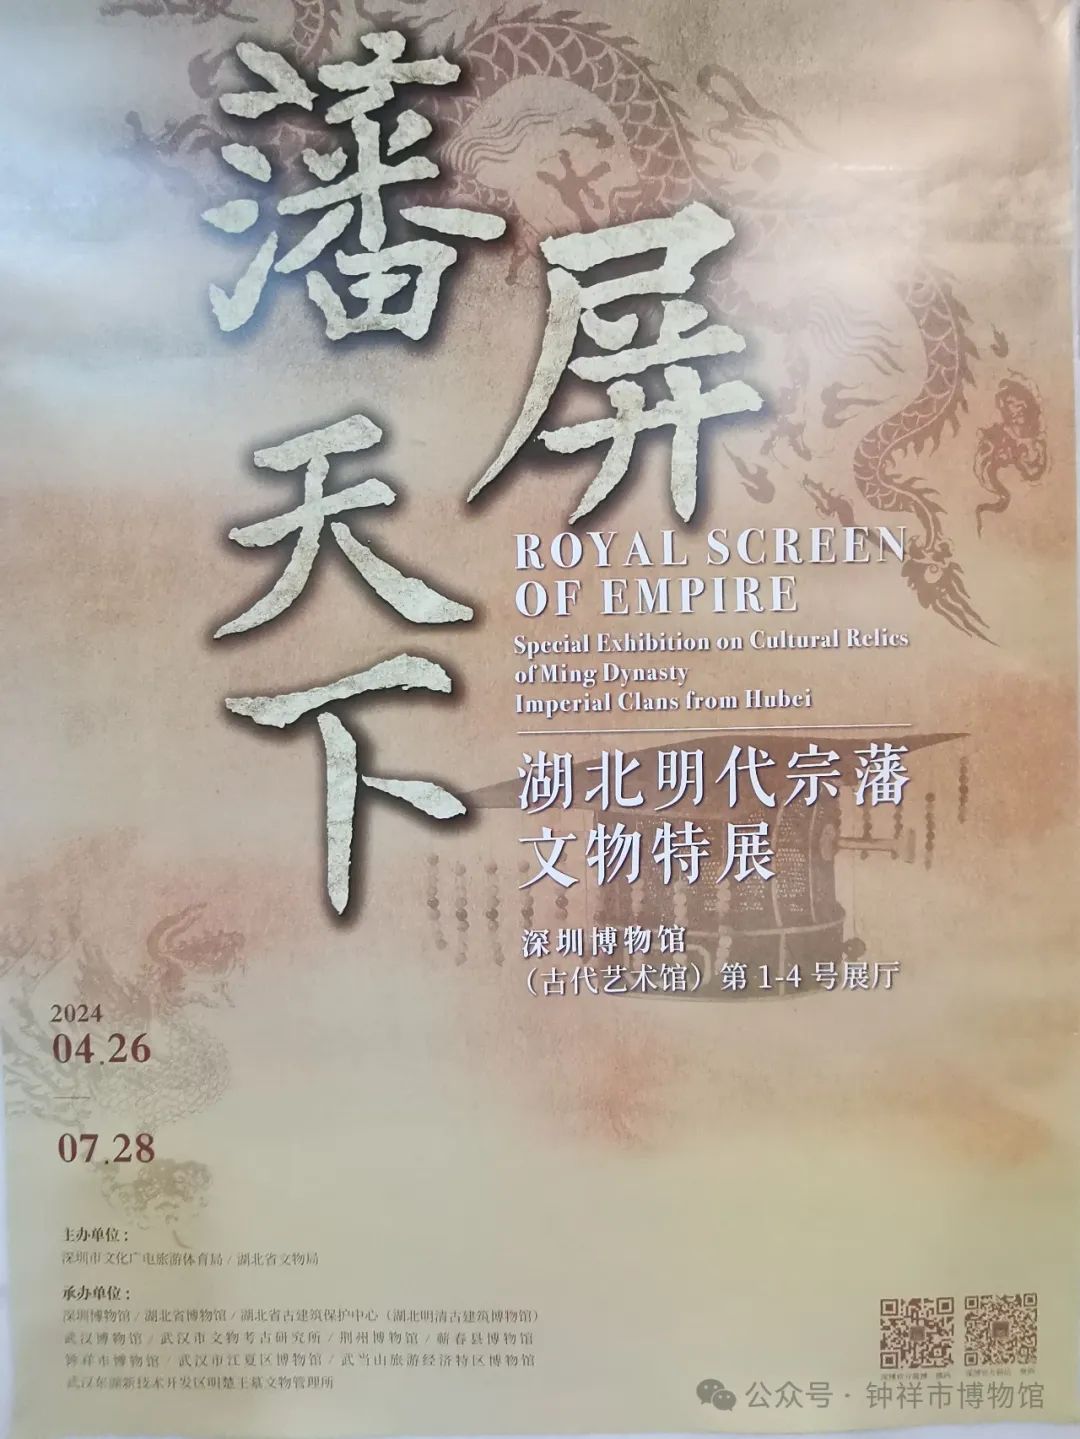 藩屏
天下
ROYAL SCREEN
OF EMPIRE
Special Exhibition on Cultural Relics
of Ming Dynasty
Imperial Clans from Hubei
湖北明代宗藩
文物特展
深圳博物馆
（古代艺术馆）第 1-4 号展厅
2024
04.26
07.28
主办单位：
深圳市文化广电旅游体育局 / 湖北省文物局
承办单位：
深圳博物馆 / 湖北省博物馆 / 湖北省古建筑保护中心（湖北明清古建筑博物馆）
武汉博物馆 / 武汉市文物考古研究所 / 荆州博物馆 / 蕲春县博物馆
钟祥市博物馆 / 武汉市江夏区博物馆 / 武当山旅游经济特区博物馆
武汉东湖新技术开发区明楚王墓文物管理所
公众号 · 钟祥市博物馆